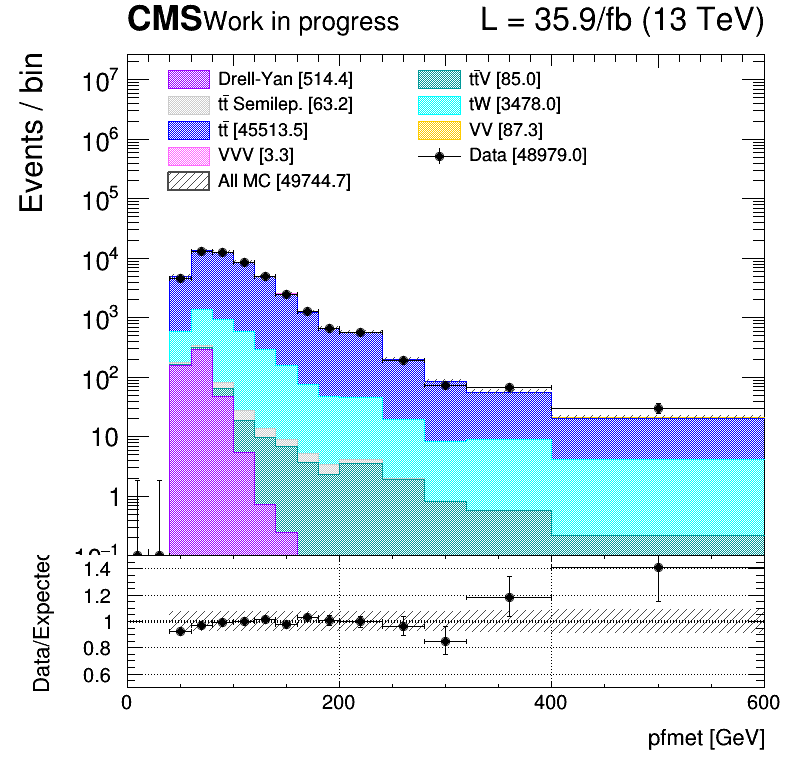 CMS Work in progress L = 35.9/fb (13 TeV)
Events / bin
10⁷
10⁶
10⁵
10⁴
10³
10²
10
1
10⁻¹
Drell-Yan [514.4]
tt̄ Semilep. [63.2]
tt̄ [45513.5]
VVV [3.3]
All MC [49744.7]
tt̄V [85.0]
tW [3478.0]
VV [87.3]
Data [48979.0]
Data/Expected
1.4
1.2
1
0.8
0.6
0 200 400 600
pfmet [GeV]